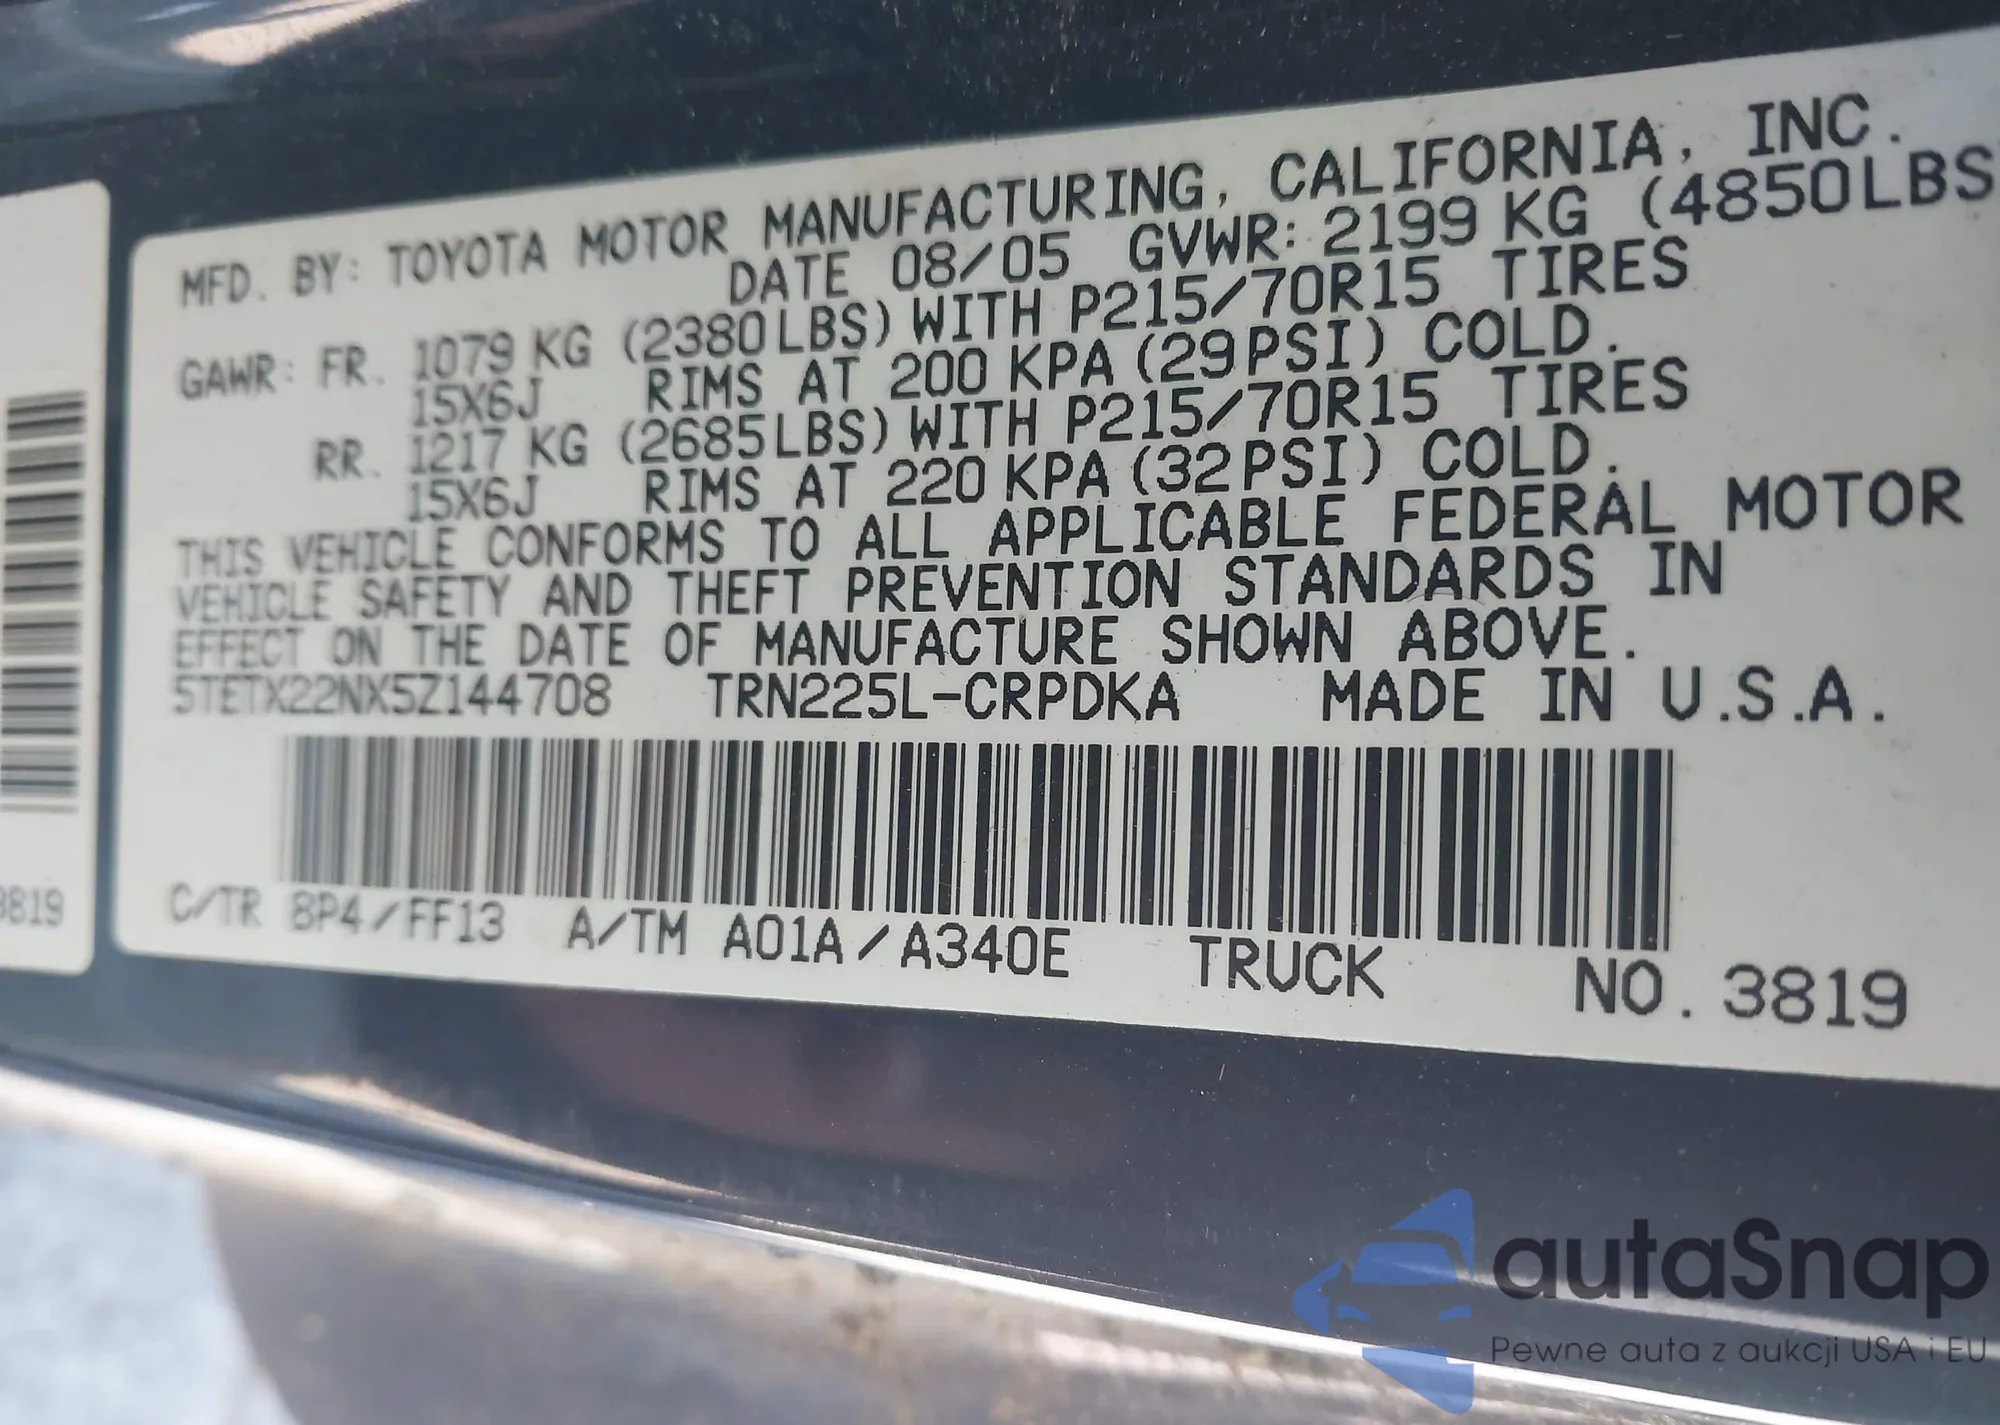 MFD. BY: TOYOTA MOTOR MANUFACTURING, CALIFORNIA, INC.
DATE 08/05 GVWR: 2199 KG (4850LBS
GAWR: FR. 1079 KG (2380LBS) WITH P215/70R15 TIRES
15X6J RIMS AT 200 KPA (29PSI) COLD.
RR. 1217 KG (2685LBS) WITH P215/70R15 TIRES
15X6J RIMS AT 220 KPA (32PSI) COLD.
THIS VEHICLE CONFORMS TO ALL APPLICABLE FEDERAL MOTOR
VEHICLE SAFETY AND THEFT PREVENTION STANDARDS IN
EFFECT ON THE DATE OF MANUFACTURE SHOWN ABOVE.
5TETX22NX5Z144708 TRN225L-CRPDKA MADE IN U.S.A.
C/TR 8P4/FF13 A/TM A01A/A340E TRUCK NO. 3819
3819
autaSnap
Pewne auta z aukcji USA i EU